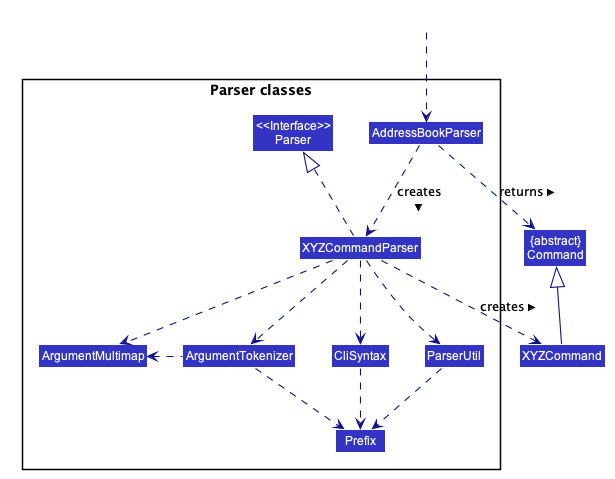 Parser classes
<<Interface>>
Parser
AddressBookParser
creates
▼
returns ►
{abstract}
Command
XYZCommandParser
creates ►
ArgumentMultimap
ArgumentTokenizer
CliSyntax
ParserUtil
XYZCommand
Prefix